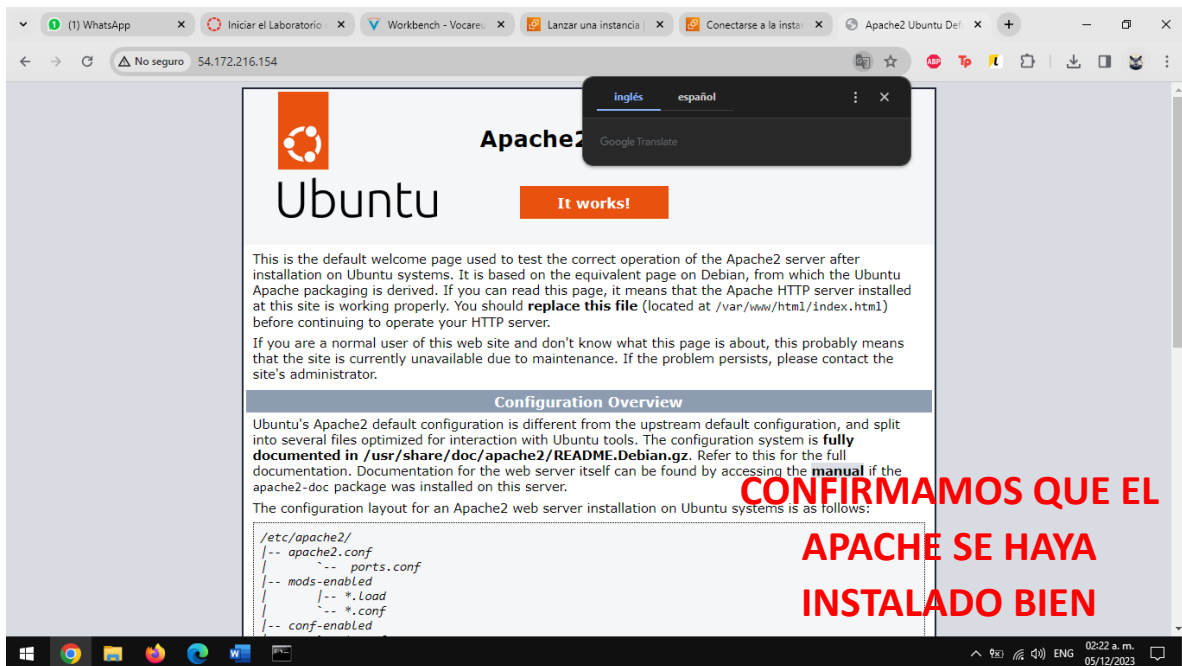 (1) WhatsApp
Iniciar el Laboratorio
Workbench - Vocareu
Lanzar una instancia |
Conectarse a la instan
Apache2 Ubuntu Def
No seguro
54.172.216.154
ABP
Tp
inglés español
Google Translate
Apache2
Ubuntu
It works!
This is the default welcome page used to test the correct operation of the Apache2 server after
installation on Ubuntu systems. It is based on the equivalent page on Debian, from which the Ubuntu
Apache packaging is derived. If you can read this page, it means that the Apache HTTP server installed
at this site is working properly. You should replace this file (located at /var/www/html/index.html)
before continuing to operate your HTTP server.
If you are a normal user of this web site and don't know what this page is about, this probably means
that the site is currently unavailable due to maintenance. If the problem persists, please contact the
site's administrator.
Configuration Overview
Ubuntu's Apache2 default configuration is different from the upstream default configuration, and split
into several files optimized for interaction with Ubuntu tools. The configuration system is fully
documented in /usr/share/doc/apache2/README.Debian.gz. Refer to this for the full
documentation. Documentation for the web server itself can be found by accessing the manual if the
apache2-doc package was installed on this server.
The configuration layout for an Apache2 web server installation on Ubuntu systems is as follows:
/etc/apache2/
|-- apache2.conf
|       `--  ports.conf
|-- mods-enabled
|       |-- *.load
|       `-- *.conf
|-- conf-enabled
CONFIRMAMOS QUE EL
APACHE SE HAYA
INSTALADO BIEN
ENG
02:22 a. m.
05/12/2023